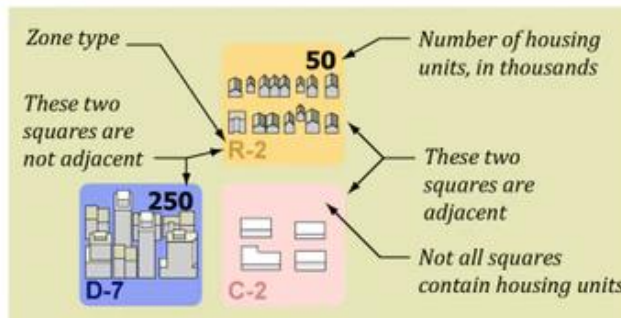 Zone type
50
Number of housing
units, in thousands
These two
squares are
not adjacent
R-2
250
D-7
C-2
These two
squares are
adjacent
Not all squares
contain housing units